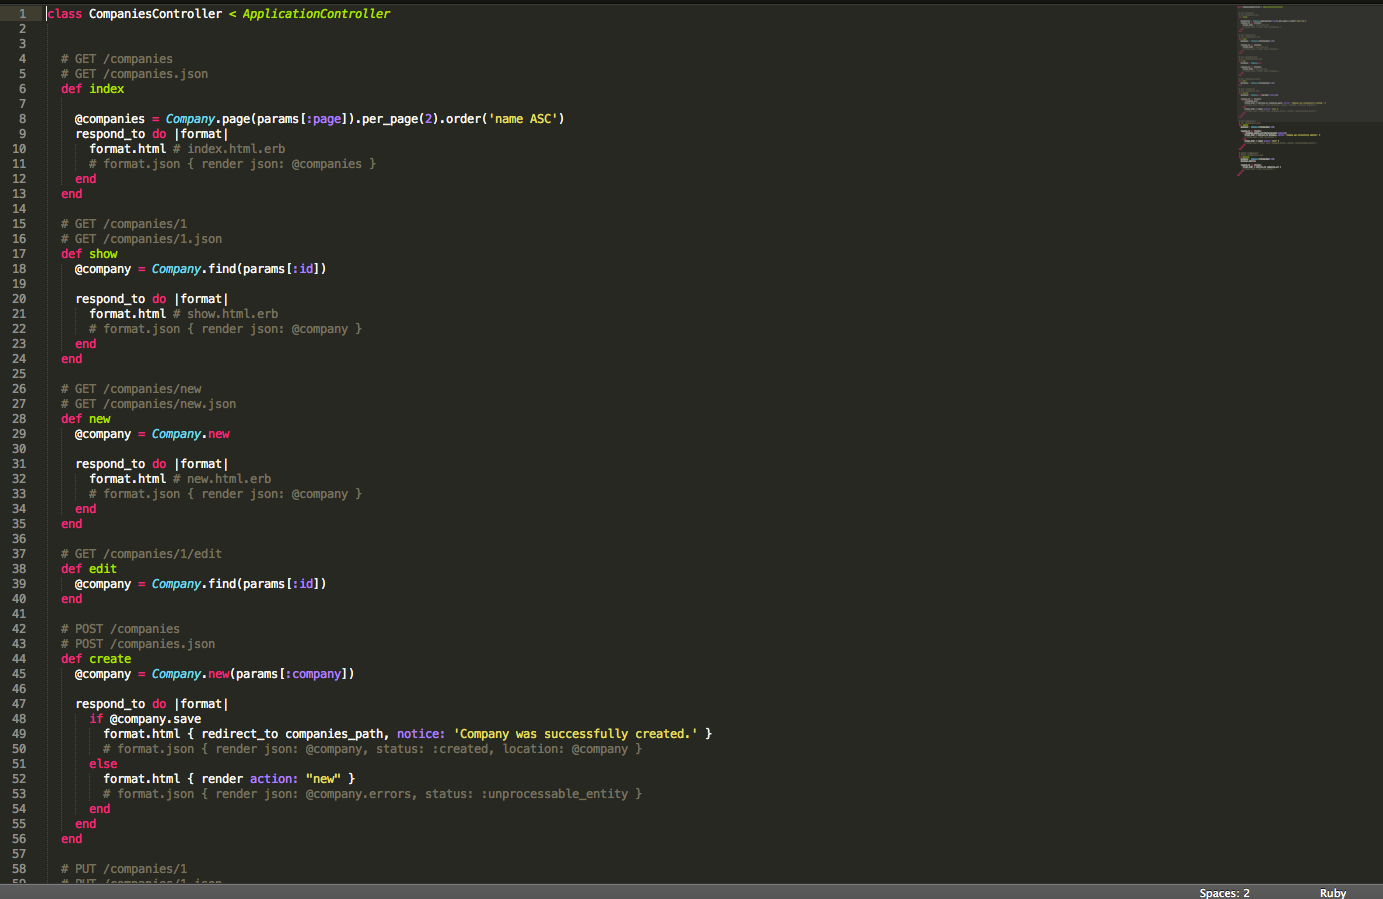 1 class CompaniesController < ApplicationController
2
3
4 # GET /companies
5 # GET /companies.json
6 def index
7
8 @companies = Company.page(params[:page]).per_page(2).order('name ASC')
9 respond_to do |format|
10 format.html # index.html.erb
11 # format.json { render json: @companies }
12 end
13 end
14
15 # GET /companies/1
16 # GET /companies/1.json
17 def show
18 @company = Company.find(params[:id])
19
20 respond_to do |format|
21 format.html # show.html.erb
22 # format.json { render json: @company }
23 end
24 end
25
26 # GET /companies/new
27 # GET /companies/new.json
28 def new
29 @company = Company.new
30
31 respond_to do |format|
32 format.html # new.html.erb
33 # format.json { render json: @company }
34 end
35 end
36
37 # GET /companies/1/edit
38 def edit
39 @company = Company.find(params[:id])
40 end
41
42 # POST /companies
43 # POST /companies.json
44 def create
45 @company = Company.new(params[:company])
46
47 respond_to do |format|
48 if @company.save
49 format.html { redirect_to companies_path, notice: 'Company was successfully created.' }
50 # format.json { render json: @company, status: :created, location: @company }
51 else
52 format.html { render action: "new" }
53 # format.json { render json: @company.errors, status: :unprocessable_entity }
54 end
55 end
56 end
57
58 # PUT /companies/1
59 # PUT /companies/1.json
Spaces: 2 Ruby